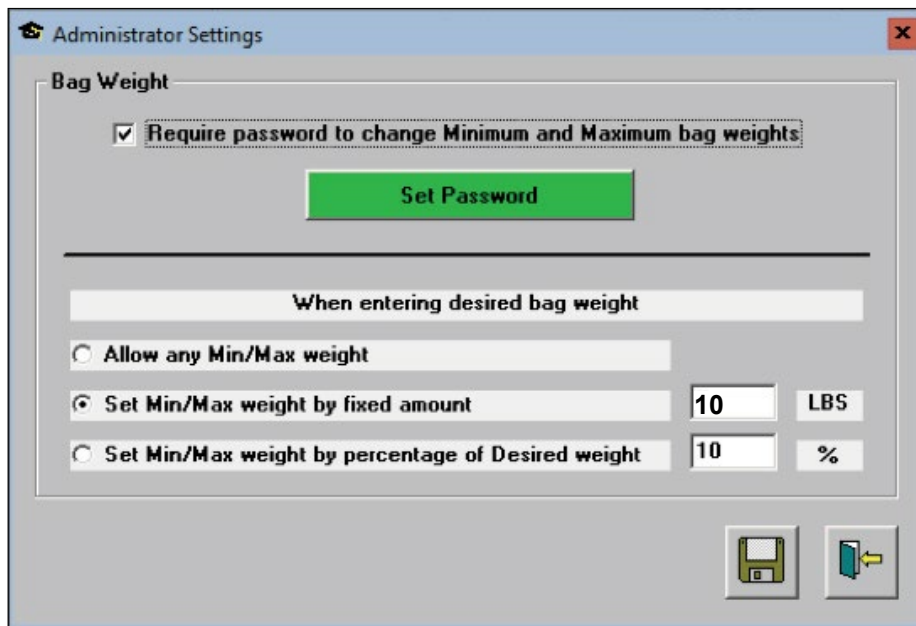 Administrator Settings
Bag Weight
Require password to change Minimum and Maximum bag weights
Set Password
When entering desired bag weight
Allow any Min/Max weight
Set Min/Max weight by fixed amount 10 LBS
Set Min/Max weight by percentage of Desired weight 10 %